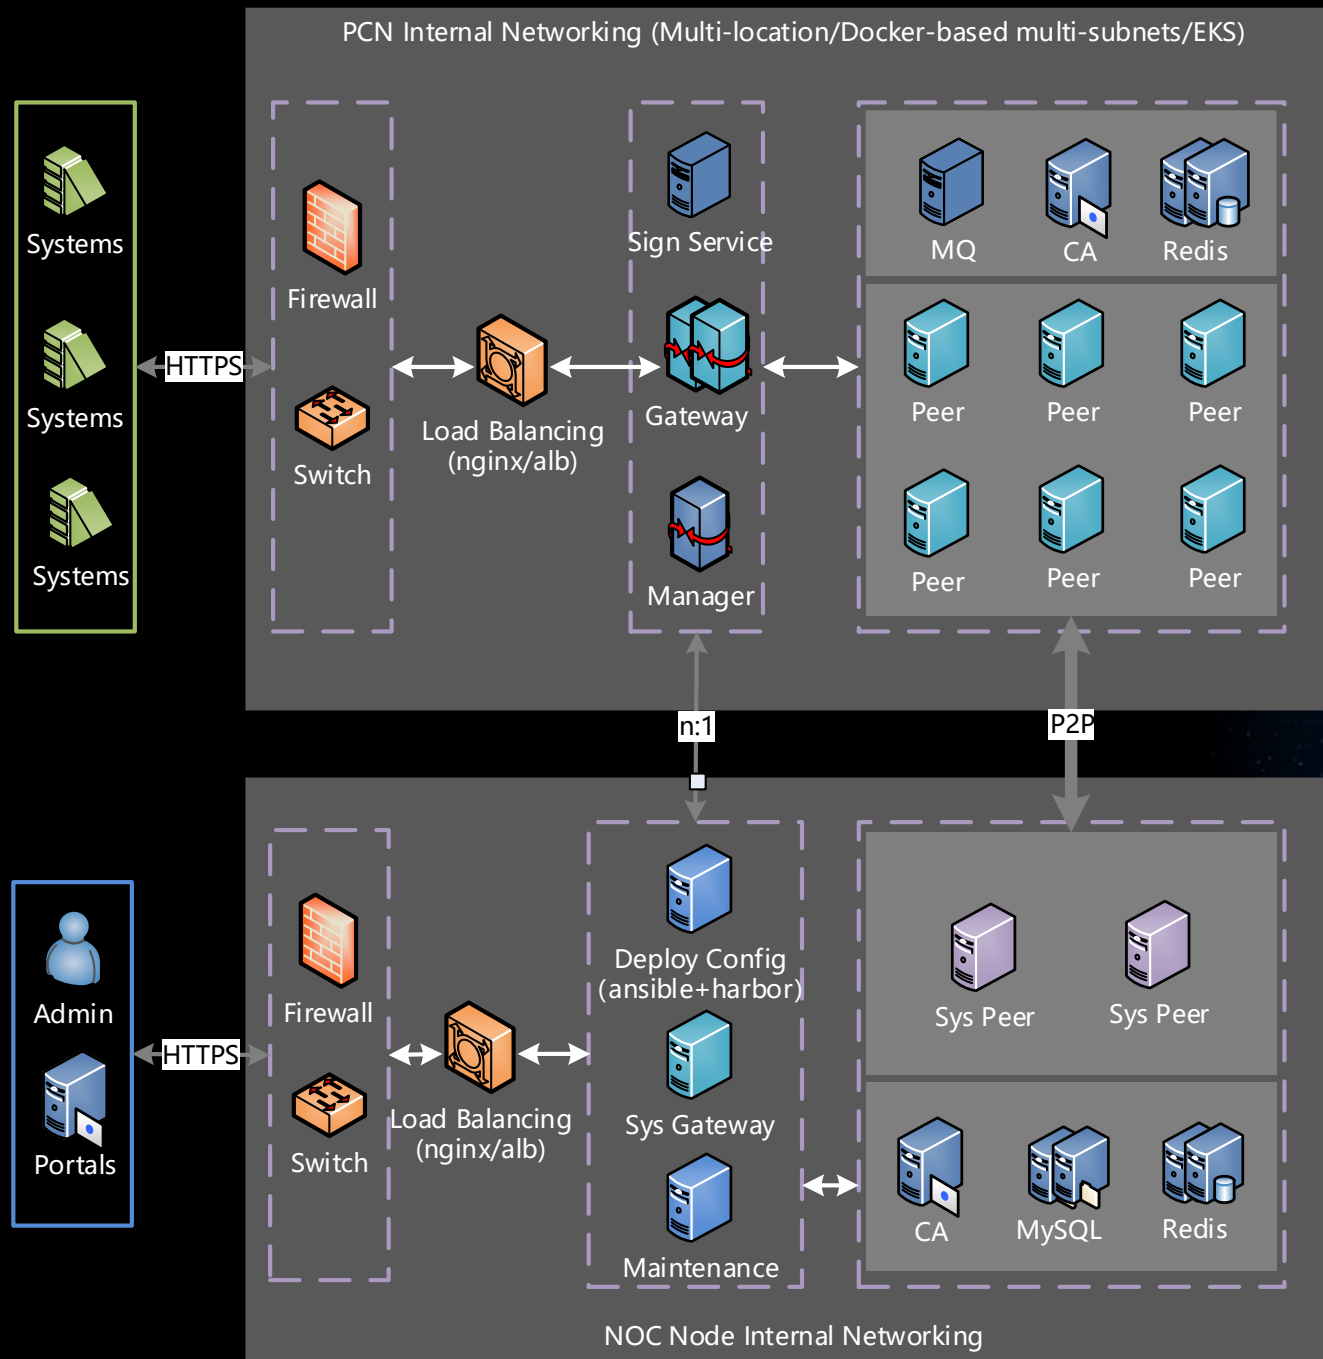 PCN Internal Networking (Multi-location/Docker-based multi-subnets/EKS)
Systems
Systems
Systems
HTTPS
Firewall
Switch
Load Balancing
(nginx/alb)
Sign Service
Gateway
Manager
MQ
CA
Redis
Peer
Peer
Peer
Peer
Peer
Peer
n:1
P2P
Admin
Portals
HTTPS
Firewall
Switch
Load Balancing
(nginx/alb)
Deploy Config
(ansible+harbor)
Sys Gateway
Maintenance
Sys Peer
Sys Peer
CA
MySQL
Redis
NOC Node Internal Networking